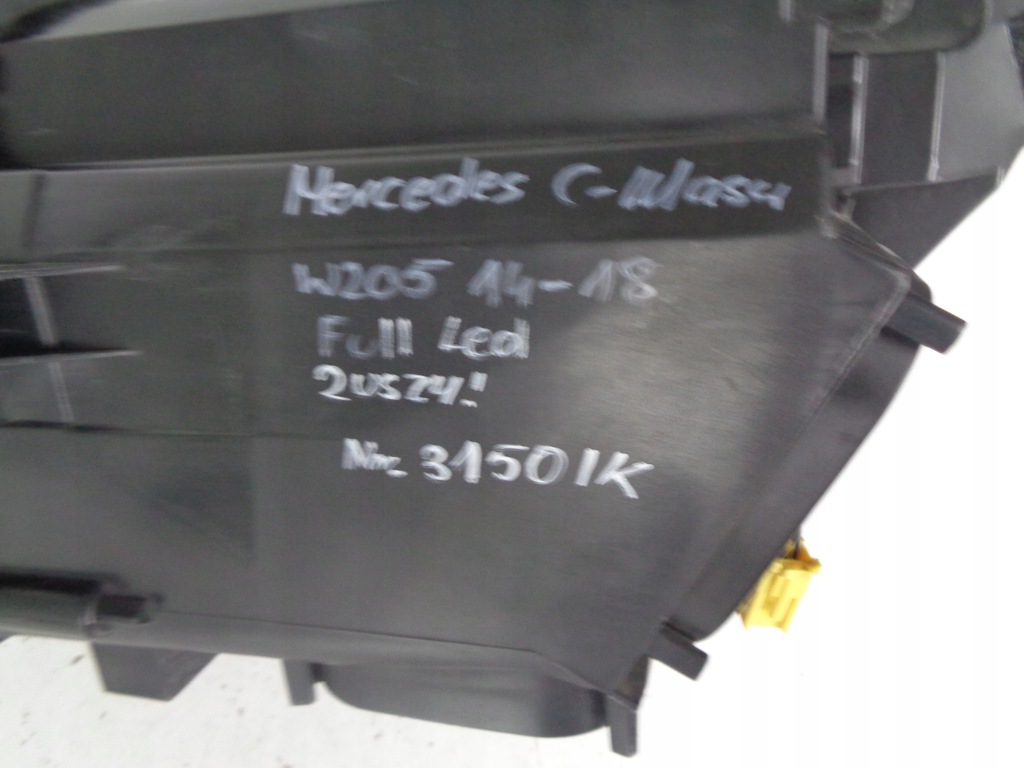 Mercedes C-Klasa
W205 14-18
Full Led
2USZY!!
Nr. 31501K